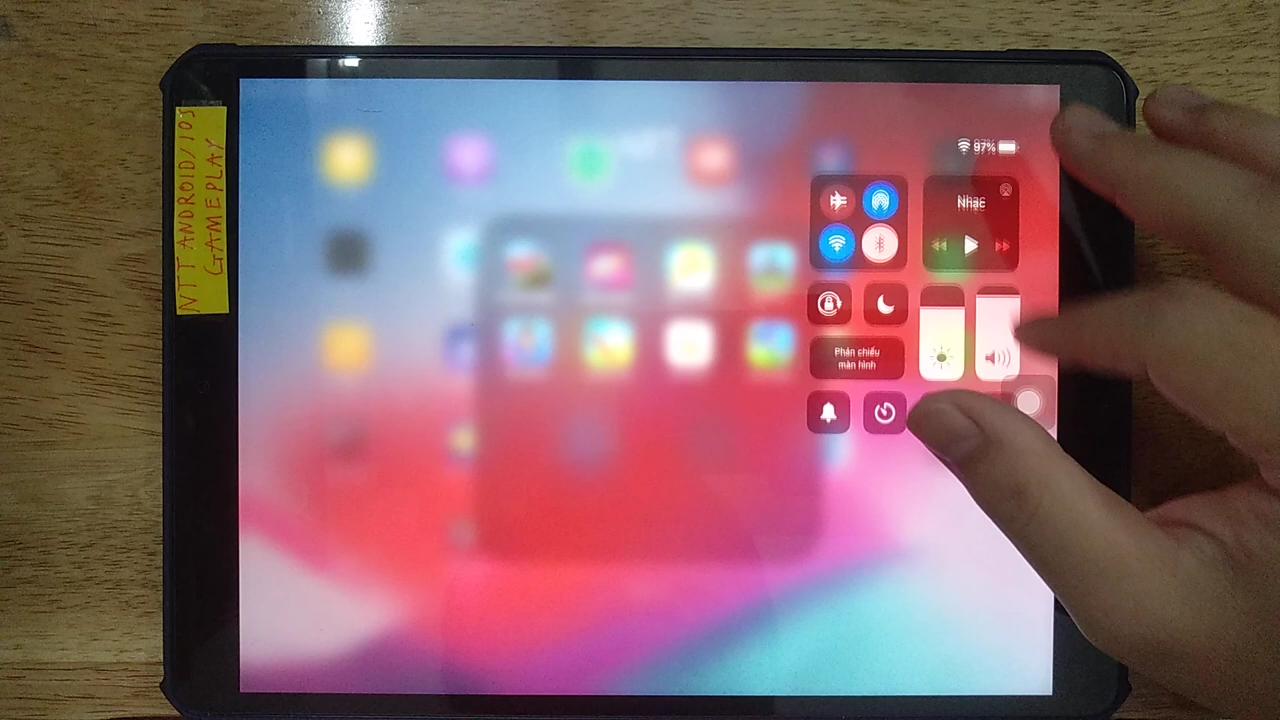 NTT ANDROID/IOS
GAMEPLAY
97%
Nhạc
Phản chiếu
màn hình